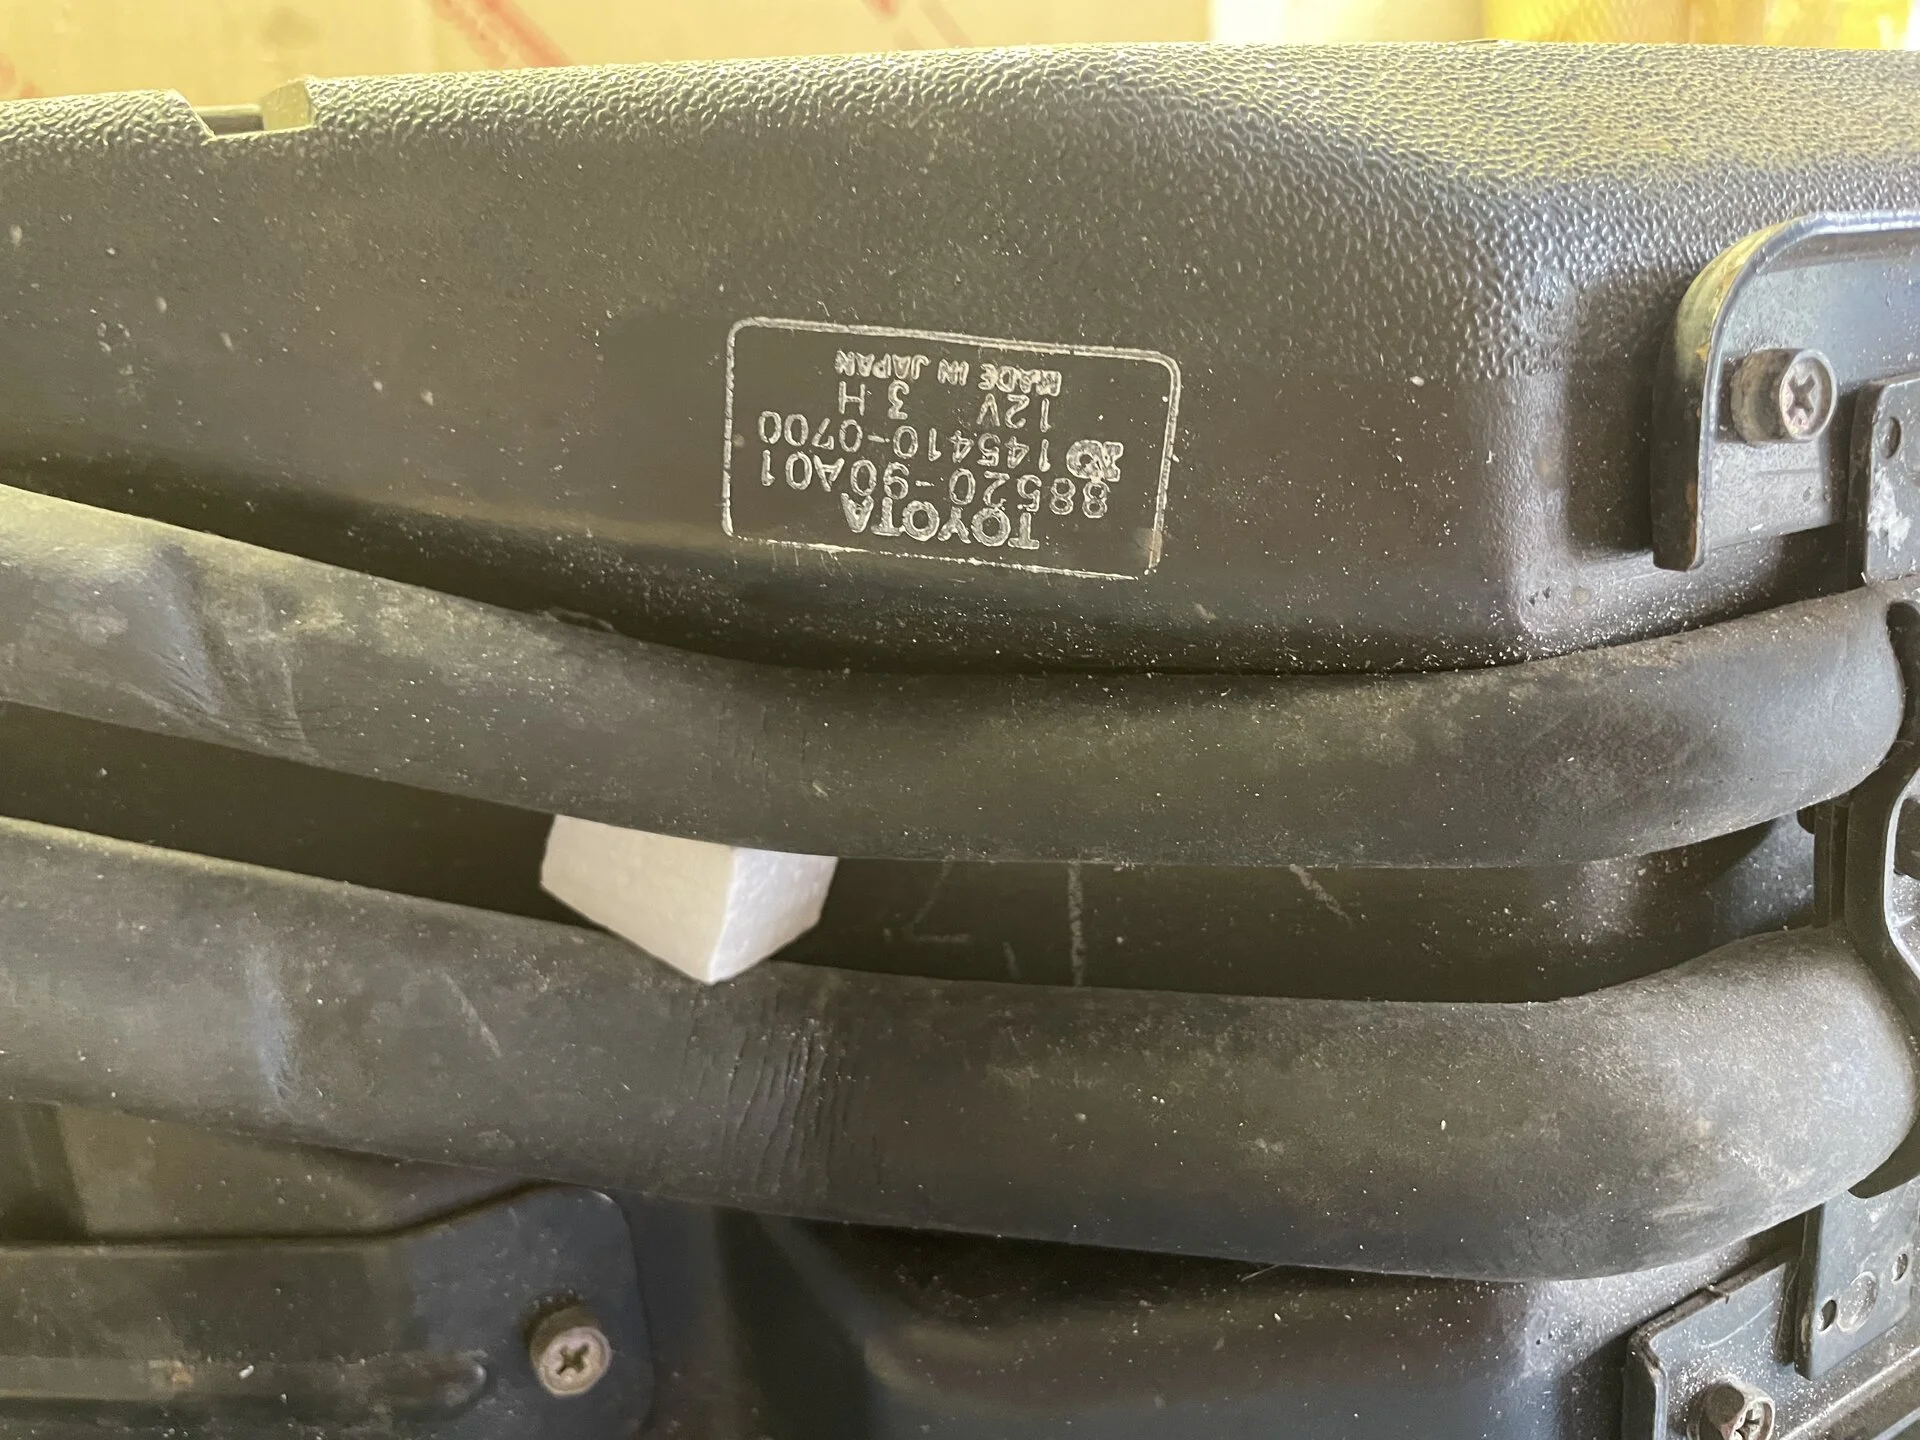 TOYOTA
88520-90A01
145410-0700
12V 3H
MADE IN JAPAN